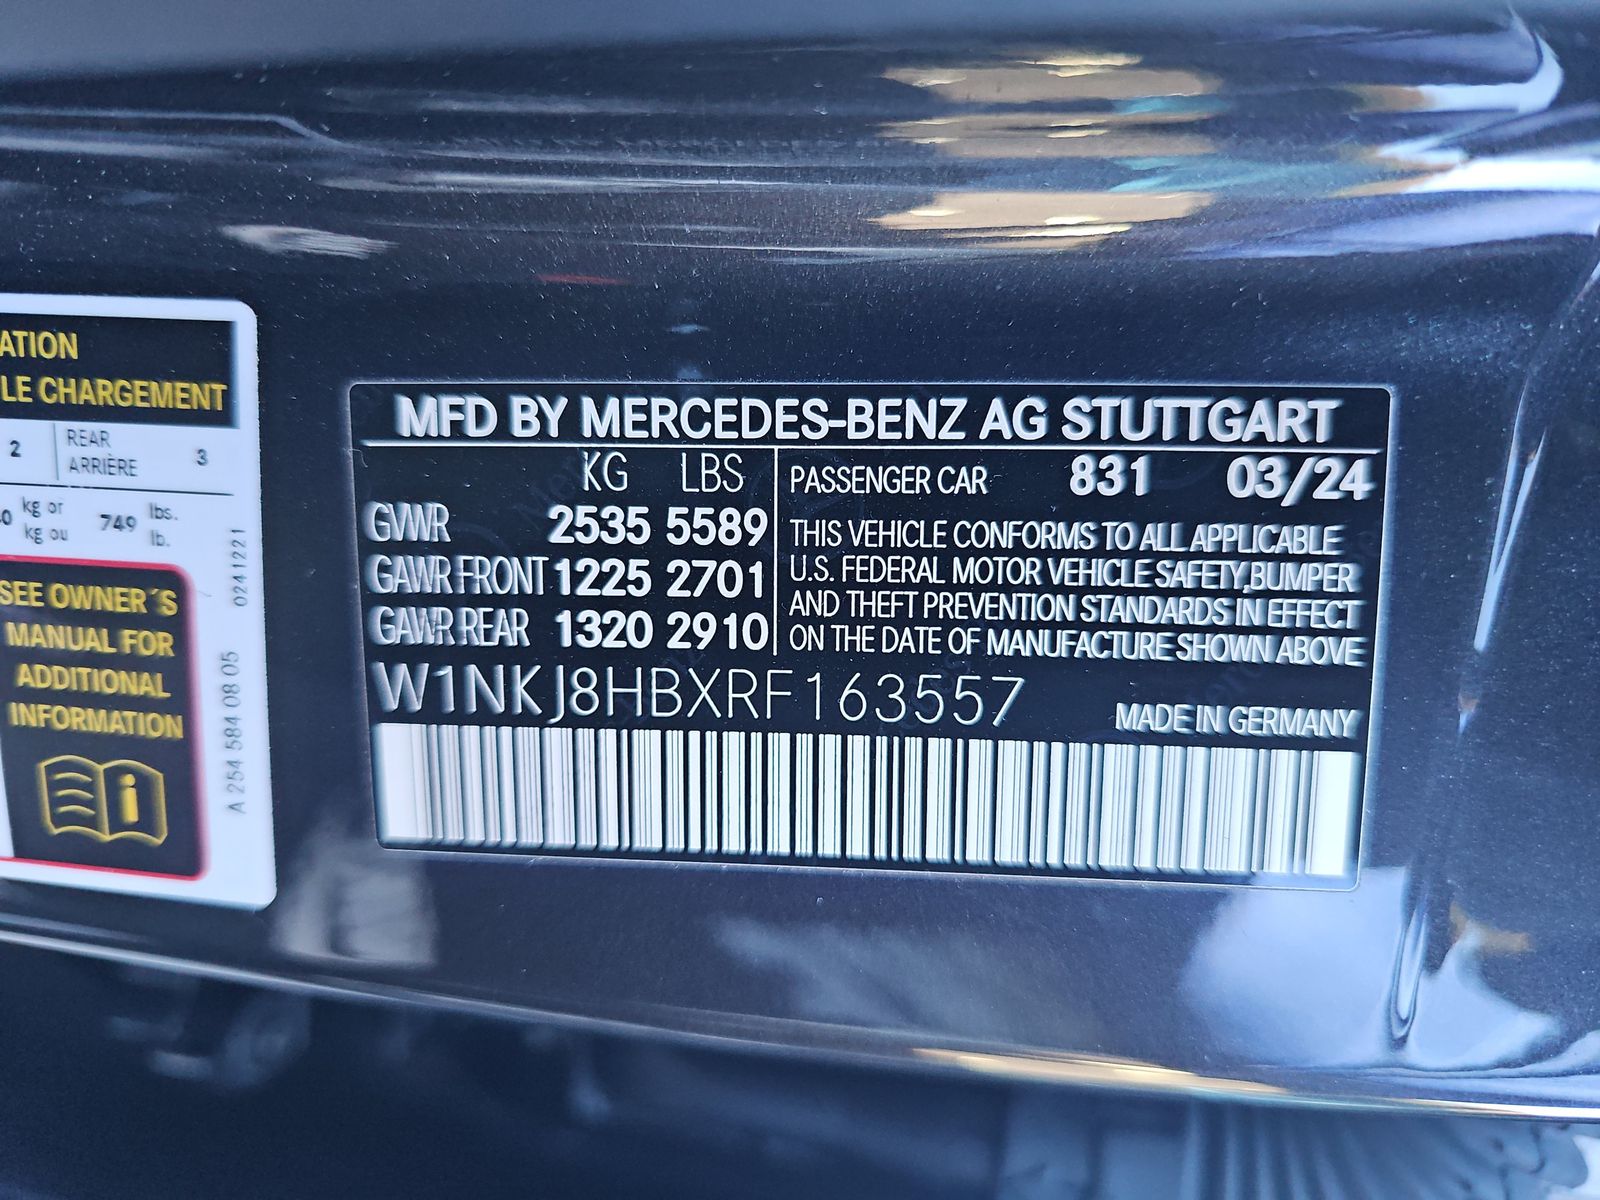 ATION
LE CHARGEMENT
2
REAR
ARRIÈRE
3
kg or
kg ou
749
lbs.
lb.
SEE OWNER´S
MANUAL FOR
ADDITIONAL
INFORMATION
A 254 584 08 05
0241221
MFD BY MERCEDES-BENZ AG STUTTGART
KG LBS
GVWR 2535 5589
GAWR FRONT 1225 2701
GAWR REAR 1320 2910
PASSENGER CAR 831 03/24
THIS VEHICLE CONFORMS TO ALL APPLICABLE
U.S. FEDERAL MOTOR VEHICLE SAFETY,BUMPER
AND THEFT PREVENTION STANDARDS IN EFFECT
ON THE DATE OF MANUFACTURE SHOWN ABOVE
W1NKJ8HBXRF163557
MADE IN GERMANY